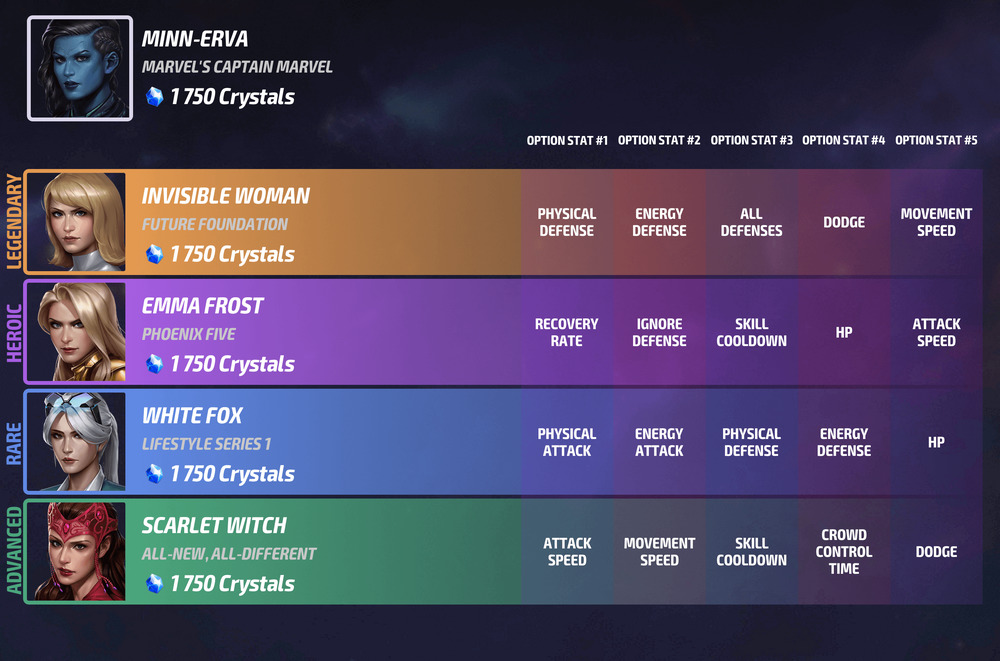 MINN-ERVA
MARVEL'S CAPTAIN MARVEL
1 750 Crystals
OPTION STAT #1 OPTION STAT #2 OPTION STAT #3 OPTION STAT #4 OPTION STAT #5
LEGENDARY
INVISIBLE WOMAN
FUTURE FOUNDATION
1 750 Crystals
PHYSICAL
DEFENSE
ENERGY
DEFENSE
ALL
DEFENSES
DODGE
MOVEMENT
SPEED
HEROIC
EMMA FROST
PHOENIX FIVE
1 750 Crystals
RECOVERY
RATE
IGNORE
DEFENSE
SKILL
COOLDOWN
HP
ATTACK
SPEED
RARE
WHITE FOX
LIFESTYLE SERIES 1
1 750 Crystals
PHYSICAL
ATTACK
ENERGY
ATTACK
PHYSICAL
DEFENSE
ENERGY
DEFENSE
HP
ADVANCED
SCARLET WITCH
ALL-NEW, ALL-DIFFERENT
1 750 Crystals
ATTACK
SPEED
MOVEMENT
SPEED
SKILL
COOLDOWN
CROWD
CONTROL
TIME
DODGE